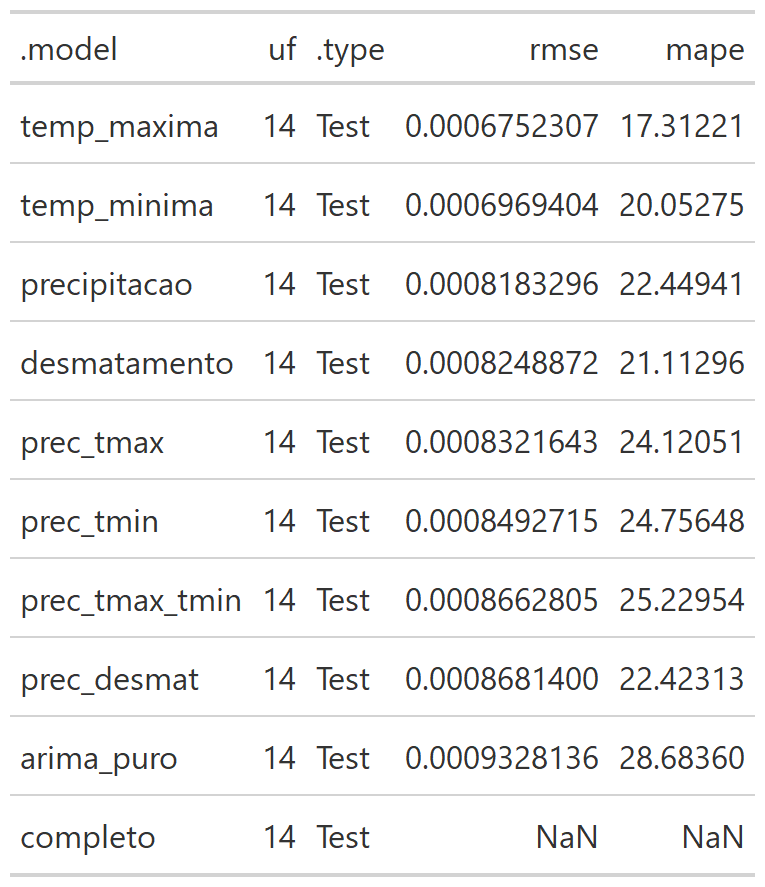 .model uf .type rmse mape
temp_maxima 14 Test 0.0006752307 17.31221
temp_minima 14 Test 0.0006969404 20.05275
precipitacao 14 Test 0.0008183296 22.44941
desmatamento 14 Test 0.0008248872 21.11296
prec_tmax 14 Test 0.0008321643 24.12051
prec_tmin 14 Test 0.0008492715 24.75648
prec_tmax_tmin 14 Test 0.0008662805 25.22954
prec_desmat 14 Test 0.0008681400 22.42313
arima_puro 14 Test 0.0009328136 28.68360
completo 14 Test NaN NaN